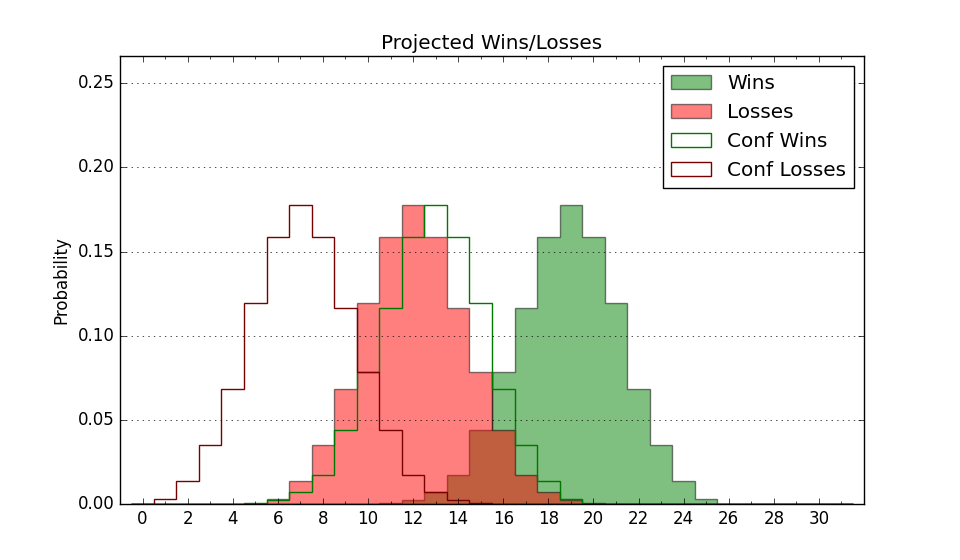 Projected Wins/Losses
Wins
Losses
Conf Wins
Conf Losses
Probability
0.25
0.20
0.15
0.10
0.05
0.00
0 2 4 6 8 10 12 14 16 18 20 22 24 26 28 30